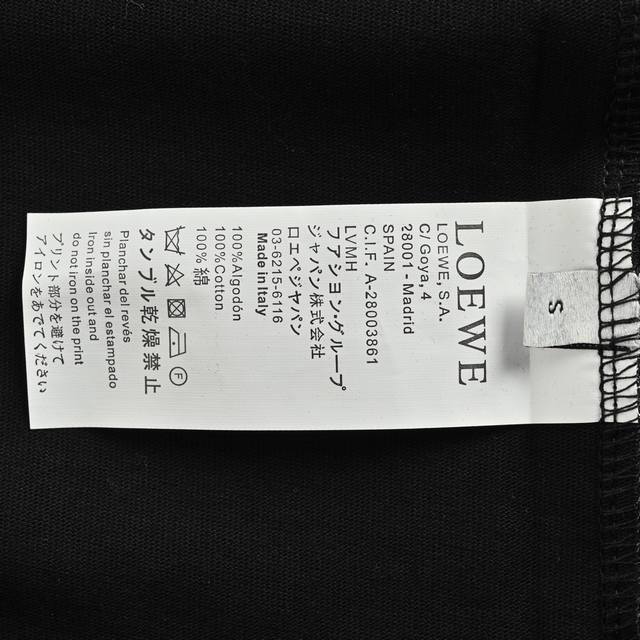 LOEWE
LOEWE, S.A.
C/ Goya, 4
28001 - Madrid
SPAIN
C.I.F. A-28003861
LVMH
フアシヨングループ
ジャパン株式会社
ロエベジャパン
03-6215-6116
Made in Italy
100%Algodón
100%Cotton
100% 綿
F
タンブル乾燥禁止
Planchar del revés
sin planchar el estampado
Iron inside out and
do not iron on the print
プリント部分を避けて
アイロンをあてください
S